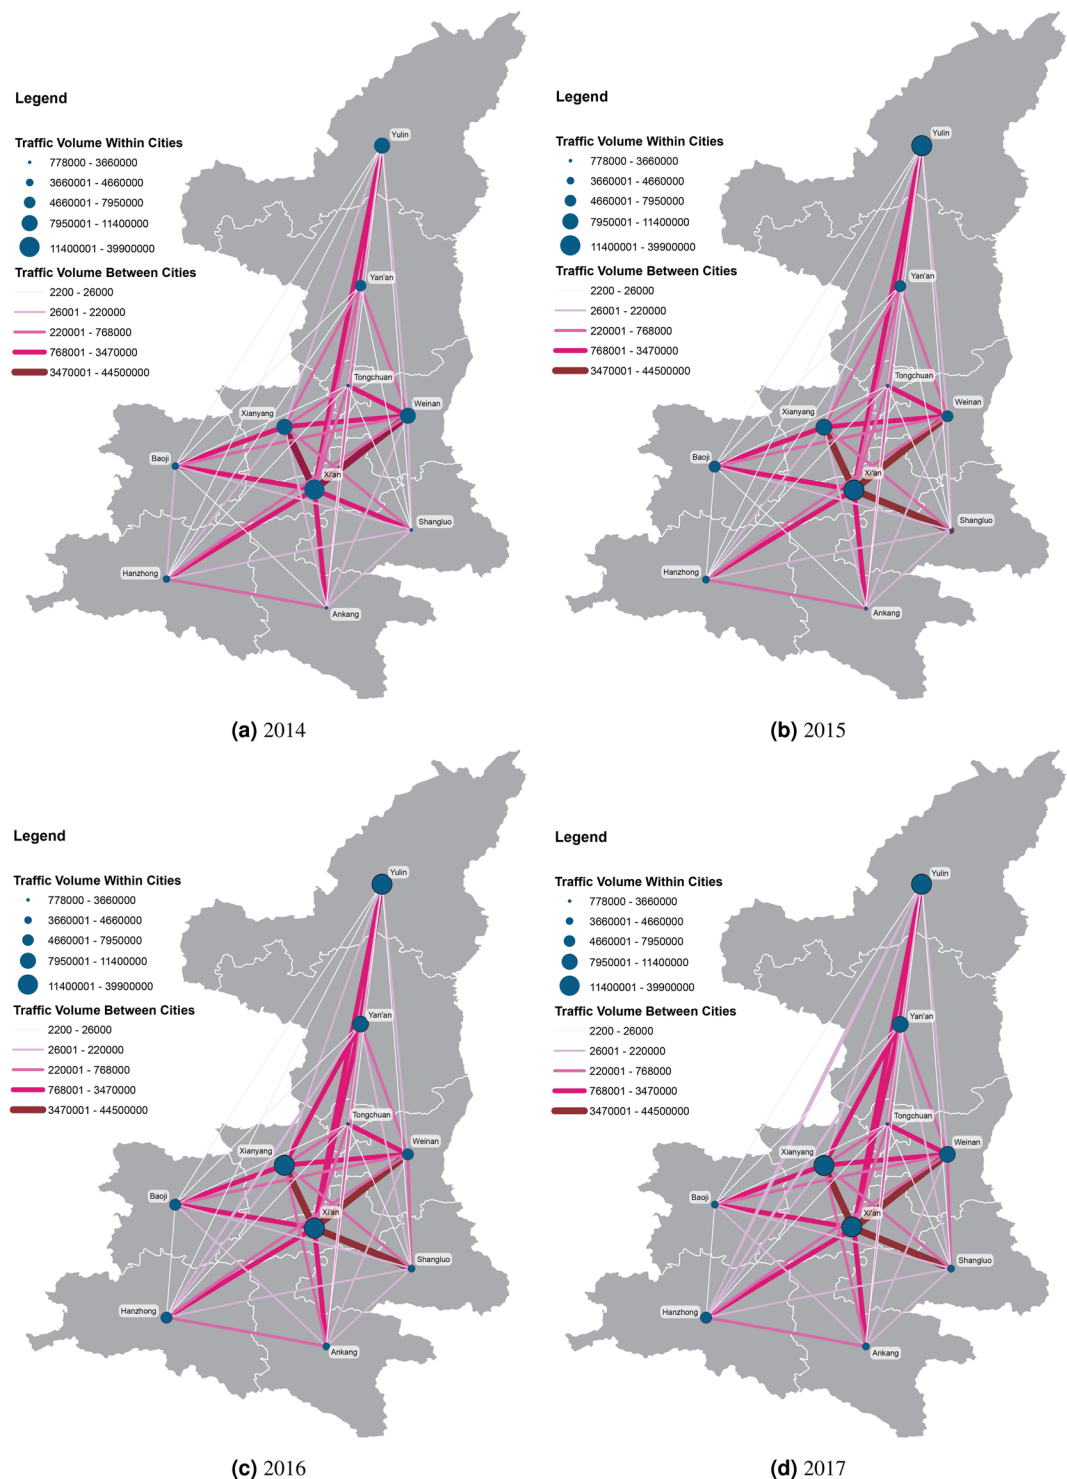 Legend
Traffic Volume Within Cities
778000 - 3660000
3660001 - 4660000
4660001 - 7950000
7950001 - 11400000
11400001 - 39900000
Traffic Volume Between Cities
2200 - 26000
26001 - 220000
220001 - 768000
768001 - 3470000
3470001 - 44500000
Yulin
Yan'an
Tongchuan
Weinan
Xianyang
Baoji
Xi'an
Shangluo
Hanzhong
Ankang
(a) 2014
Legend
Traffic Volume Within Cities
778000 - 3660000
3660001 - 4660000
4660001 - 7950000
7950001 - 11400000
11400001 - 39900000
Traffic Volume Between Cities
2200 - 26000
26001 - 220000
220001 - 768000
768001 - 3470000
3470001 - 44500000
Yulin
Yan'an
Tongchuan
Weinan
Xianyang
Baoji
Xi'an
Shangluo
Hanzhong
Ankang
(b) 2015
Legend
Traffic Volume Within Cities
778000 - 3660000
3660001 - 4660000
4660001 - 7950000
7950001 - 11400000
11400001 - 39900000
Traffic Volume Between Cities
2200 - 26000
26001 - 220000
220001 - 768000
768001 - 3470000
3470001 - 44500000
Yulin
Yan'an
Tongchuan
Weinan
Xianyang
Baoji
Xi'an
Shangluo
Hanzhong
Ankang
(c) 2016
Legend
Traffic Volume Within Cities
778000 - 3660000
3660001 - 4660000
4660001 - 7950000
7950001 - 11400000
11400001 - 39900000
Traffic Volume Between Cities
2200 - 26000
26001 - 220000
220001 - 768000
768001 - 3470000
3470001 - 44500000
Yulin
Yan'an
Tongchuan
Weinan
Xianyang
Baoji
Xi'an
Shangluo
Hanzhong
Ankang
(d) 2017